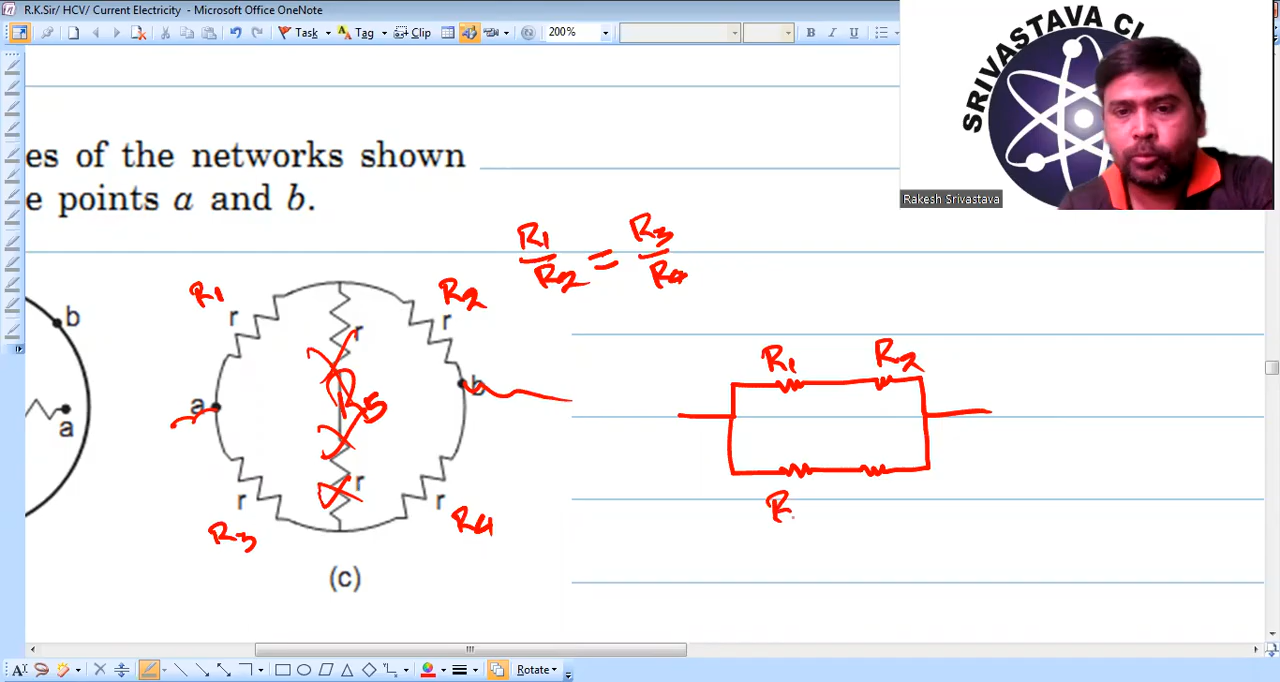 R.K.Sir/ HCV/ Current Electricity - Microsoft Office OneNote
Task
Tag
Clip
200%
B I U
SRIVASTAVA CL
Rakesh Srivastava
es of the networks shown
e points a and b.
R1/R2 = R3/R4
R1
R2
r
r
r
b
a
b
a
R5
R1
R2
r
r
r
R3
R4
R
(c)
Rotate